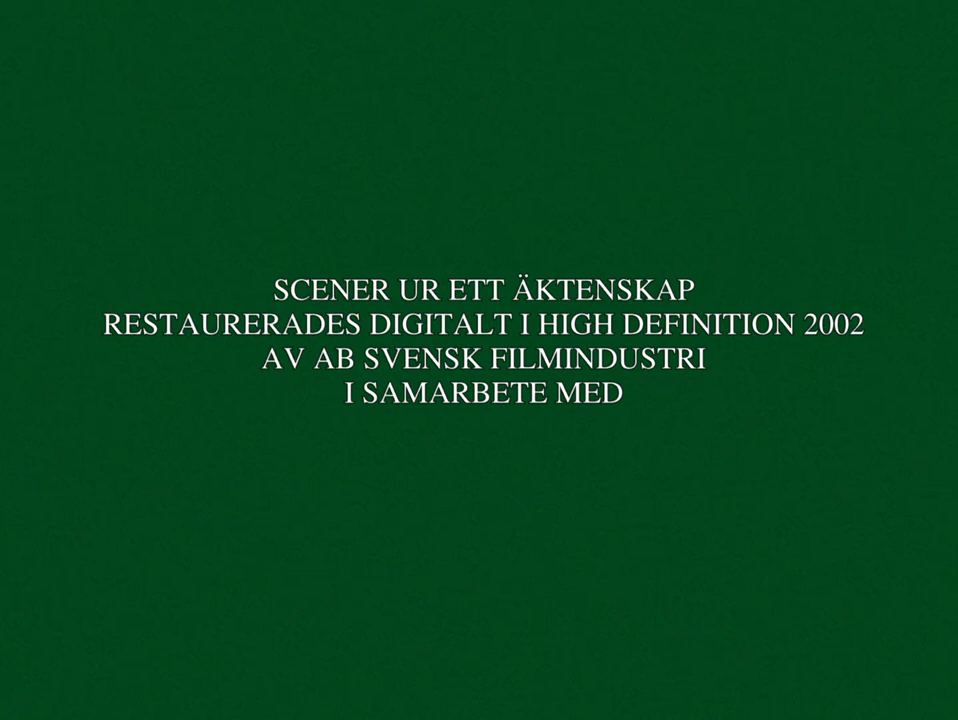 SCENER UR ETT ÄKTENSKAP
RESTAURERADES DIGITALT I HIGH DEFINITION 2002
AV AB SVENSK FILMINDUSTRI
I SAMARBETE MED